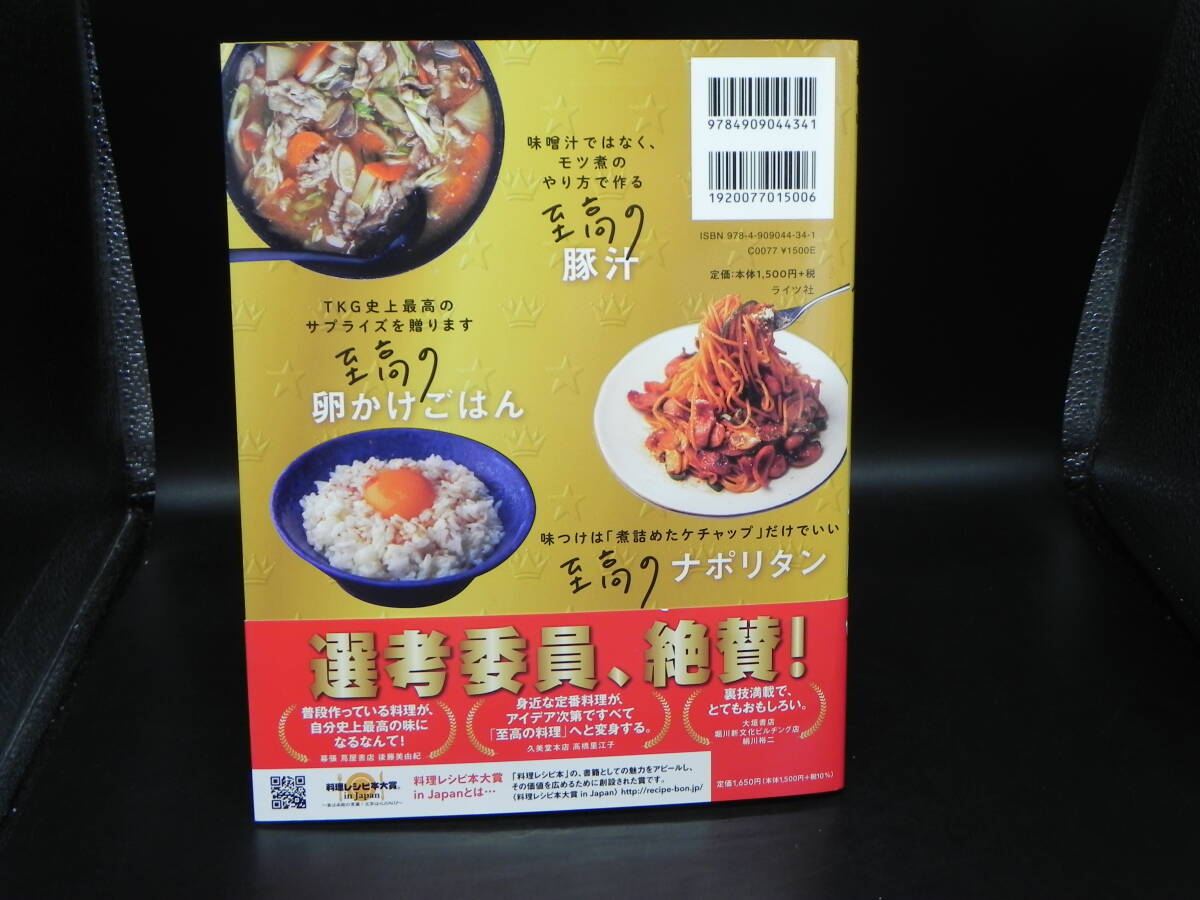 9784909044341
1920077015006
ISBN 978-4-909044-34-1
C0077 ¥1500E
定価:本体1,500円+税
ライツ社
味噌汁ではなく、
モツ煮の
やり方で作る
至高の
豚汁
TKG史上最高の
サプライズを贈ります
至高の
卵かけごはん
味つけは「煮詰めたケチャップ」だけでいい
至高の
ナポリタン
選考委員、絶賛!
普段作っている料理が、
自分史上最高の味に
なるなんて!
幕張 蔦屋書店 後藤美由紀
身近な定番料理が、
アイデア次第ですべて
「至高の料理」へと変身する。
久美堂本店 高橋里江子
裏技満載で、
とてもおもしろい。
大垣書店
堀川新文化ビルヂング店
絹川裕二
料理レシピ本大賞®
in Japan
料理レシピ本大賞
in Japanとは…
「料理レシピ本」の、書籍としての魅力をアピールし、
その価値を広めるために創設された賞です。
〈料理レシピ本大賞 in Japan〉 http://recipe-bon.jp/
定価1,650円(本体1,500円+税10%)